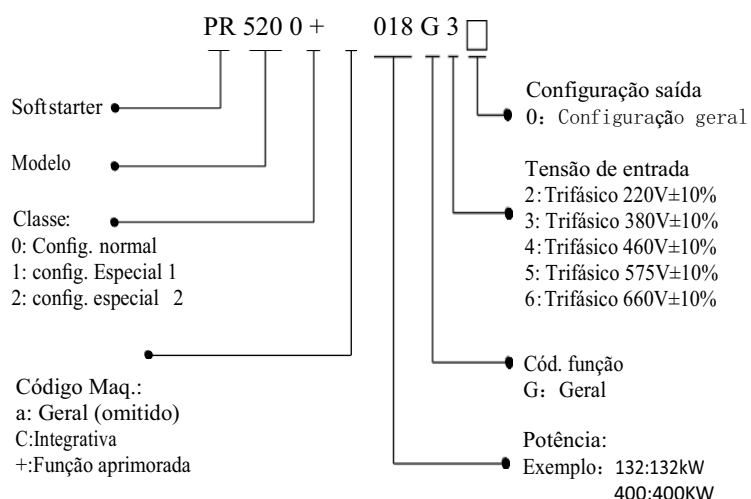 PR 520 0 + 018 G 3 □
Softstarter
Modelo
Classe:
0: Config. normal
1: config. Especial 1
2: config. especial 2
Código Maq.:
a: Geral (omitido)
C:Integrativa
+:Função aprimorada
Configuração saída
0: Configuração geral
Tensão de entrada
2:Trifásico 220V±10%
3: Trifásico 380V±10%
4: Trifásico 460V±10%
5: Trifásico 575V±10%
6:Trifásico 660V±10%
Cód. função
G: Geral
Potência:
Exemplo: 132:132kW
400:400KW